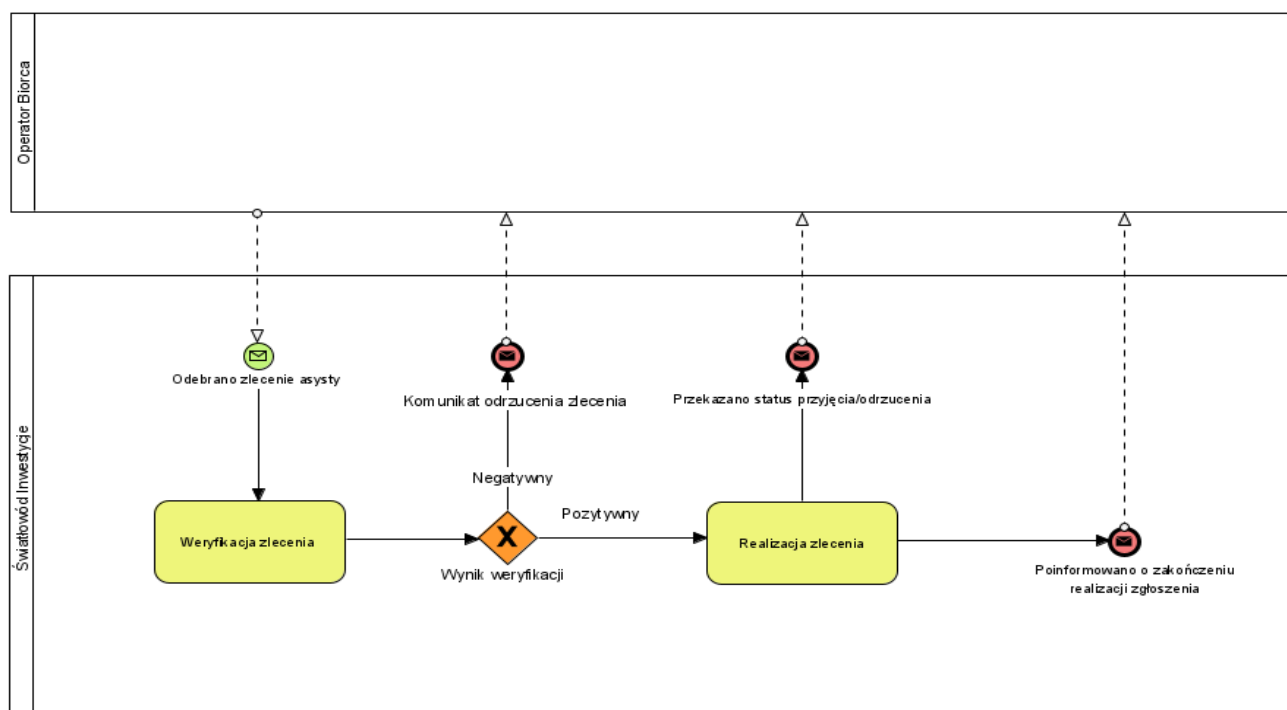 Operator Biorca
Światłowód Inwestycje
Odebrano zlecenie asysty
Komunikat odrzucenia zlecenia
Przekazano status przyjęcia/odrzucenia
Negatywny
Pozytywny
Weryfikacja zlecenia
X
Realizacja zlecenia
Wynik weryfikacji
Poinformowano o zakończeniu
realizacji zgłoszenia